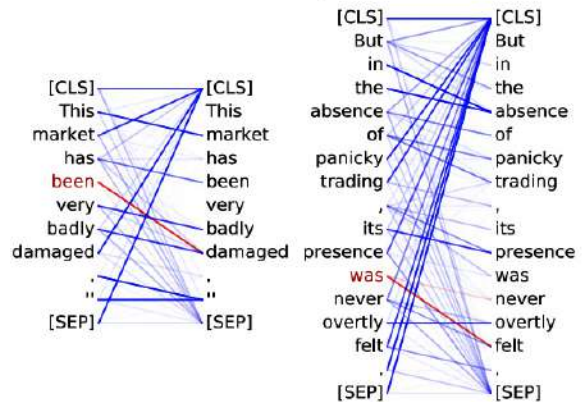 [CLS] [CLS]
This This
market market
has has
been been
very very
badly badly
damaged damaged
. .
" "
[SEP] [SEP]
[CLS] [CLS]
But But
in in
the the
absence absence
of of
panicky panicky
trading trading
, ,
its its
presence presence
was was
never never
overtly overtly
felt felt
. .
[SEP] [SEP]